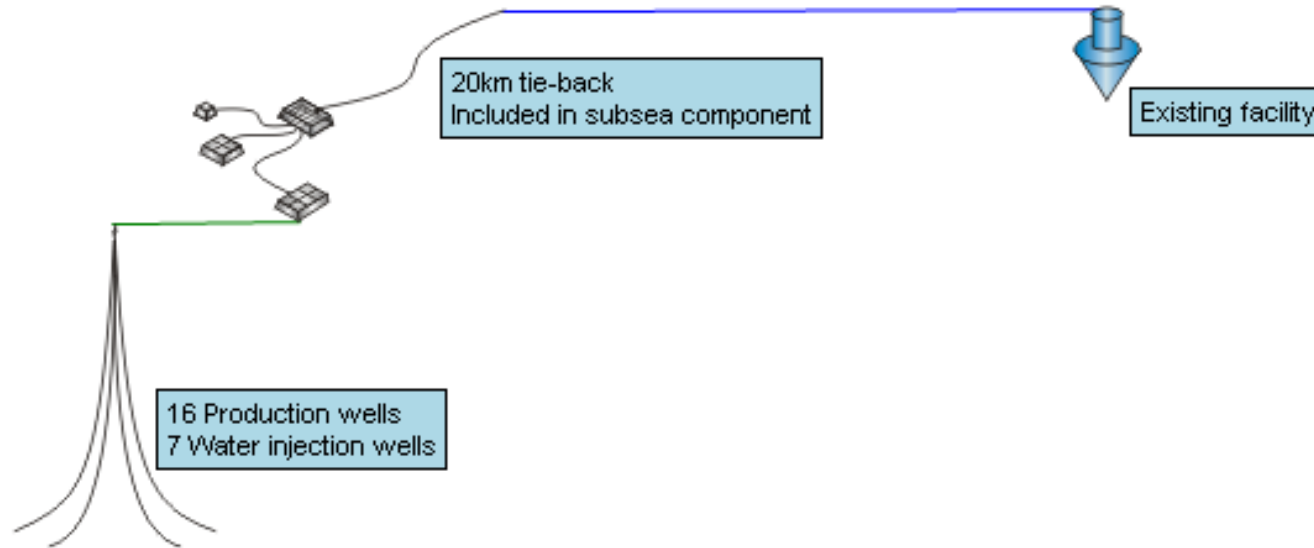 20km tie-back
Included in subsea component
Existing facility
16 Production wells
7 Water injection wells